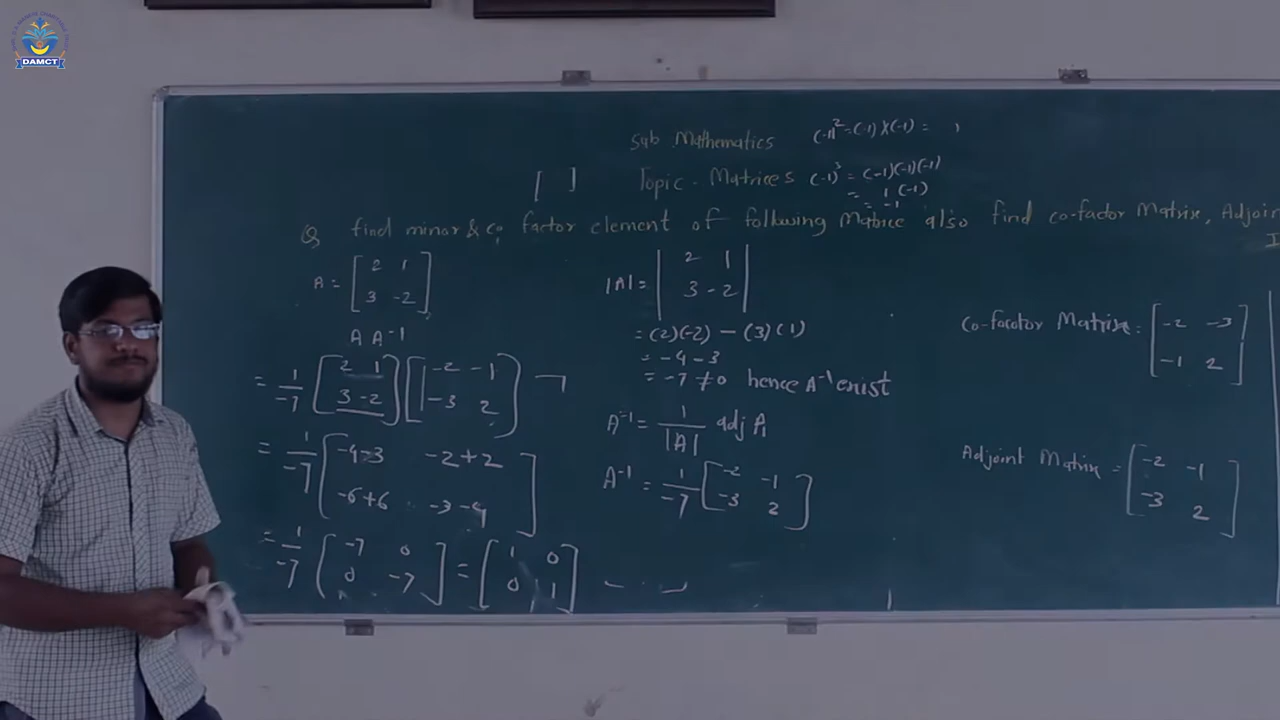 DAMCT
Sub Mathematics (-1)² = (-1)×(-1) = 1
[ ] Topic - Matrices (-1)³ = (-1)(-1)(-1)
= 1 (-1)
= -1
Q find minar & co factor element of following Matrice also find co-factor Matrix, Adjoin
A = [ 2 1
3 -2 ]
A A⁻¹
= 1/-7 [ 2 1 ] [ -2 -1 ]
[ 3 -2 ] [ -3 2 ]
= 1/-7 [ -4-3 -2+2
-6+6 -3-4 ]
= 1/-7 [ -7 0 ] = [ 1 0 ]
[ 0 -7 ] [ 0 1 ]
|A| = | 2 1 |
| 3 -2 |
= (2)(-2) - (3)(1)
= -4 - 3
= -7 ≠ 0 hence A⁻¹ exist
A⁻¹ = 1/|A| adj A
A⁻¹ = 1/-7 [ -2 -1
-3 2 ]
Co-factor Matrix = [ -2 -3
-1 2 ]
Adjoint Matrix = [ -2 -1
-3 2 ]